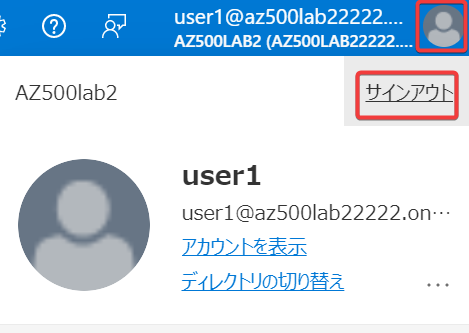 user1@az500lab22222....
AZ500LAB2 (AZ500LAB22222....
AZ500lab2
サインアウト
user1
user1@az500lab22222.on…
アカウントを表示
ディレクトリの切り替え